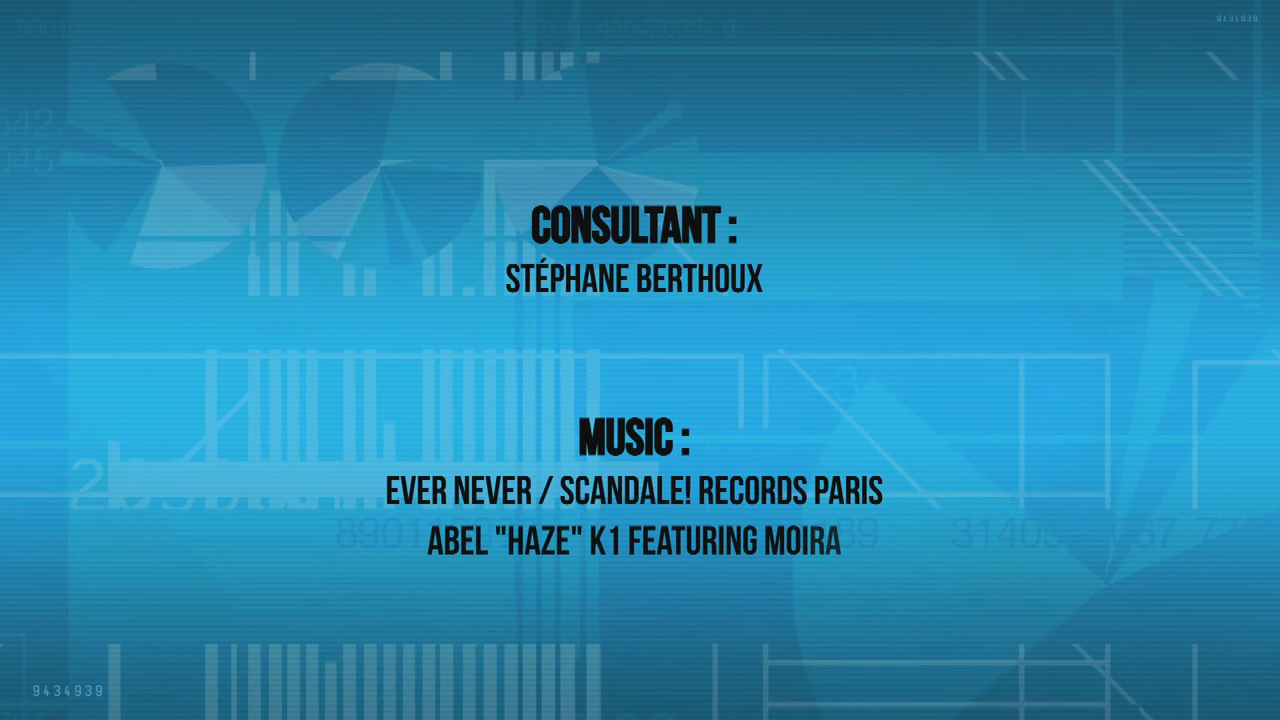 9434939
CONSULTANT :
STÉPHANE BERTHOUX
MUSIC :
EVER NEVER / SCANDALE! RECORDS PARIS
ABEL "HAZE" K1 FEATURING MOIRA
9434939